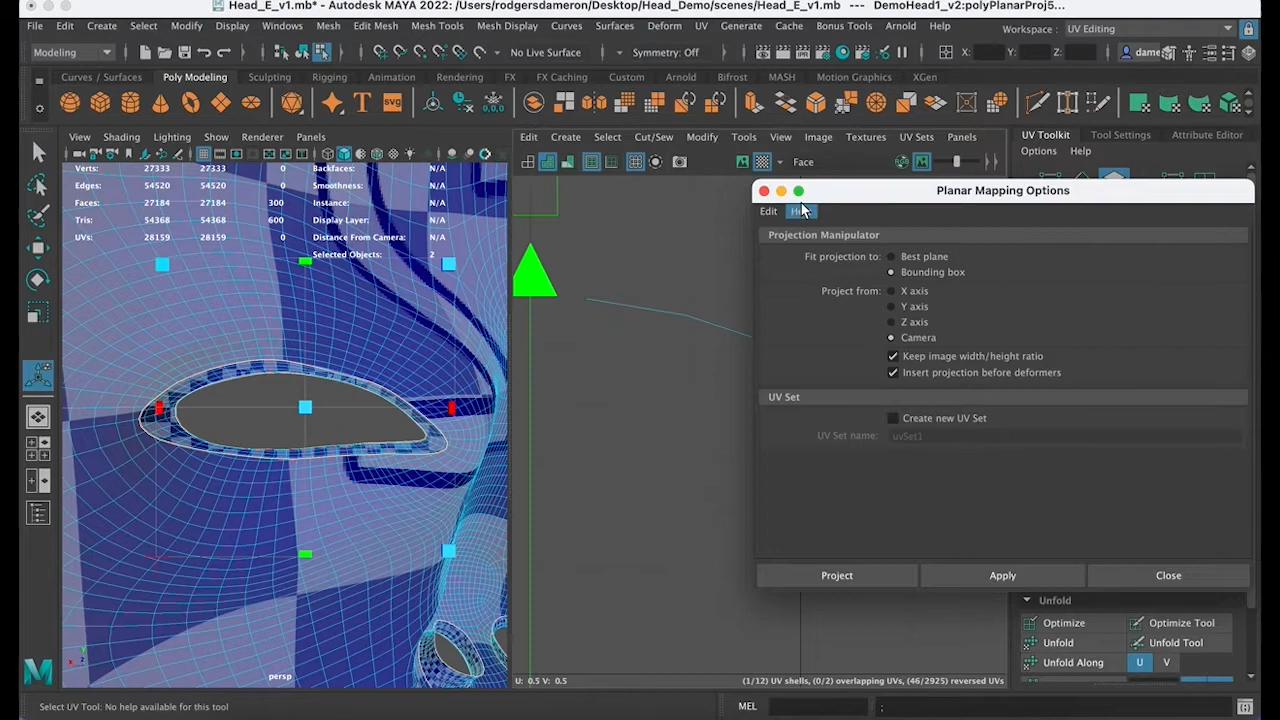 Head_E_v1.mb* - Autodesk MAYA 2022: /Users/rodgersdameron/Desktop/Head_Demo/scenes/Head_E_v1.mb --- DemoHead1_v2:polyPlanarProj5...
File Edit Create Select Modify Display Windows Mesh Edit Mesh Mesh Tools Mesh Display Curves Surfaces Deform UV Generate Cache Bonus Tools Arnold Help Workspace : UV Editing
Modeling No Live Surface Symmetry: Off X: Y: Z: dame
Curves / Surfaces Poly Modeling Sculpting Rigging Animation Rendering FX FX Caching Custom Arnold Bifrost MASH Motion Graphics XGen
T svg 0,0,0
View Shading Lighting Show Renderer Panels
Edit Create Select Cut/Sew Modify Tools View Image Textures UV Sets Panels
UV Toolkit Tool Settings Attribute Editor
Options Help
Face
Verts: 27333 27333 0 Backfaces: N/A
Edges: 54520 54520 0 Smoothness: N/A
Faces: 27184 27184 300 Instance: N/A
Tris: 54368 54368 600 Display Layer: N/A
UVs: 28159 28159 0 Distance From Camera: N/A
Selected Objects: 2
Planar Mapping Options
Edit
Projection Manipulator
Fit projection to: Best plane
Bounding box
Project from: X axis
Y axis
Z axis
Camera
Keep image width/height ratio
Insert projection before deformers
UV Set
Create new UV Set
UV Set name: uvSet1
Project Apply Close
Unfold
Optimize Optimize Tool
Unfold Unfold Tool
Unfold Along U V
persp
U: 0.5 V: 0.5 (1/12) UV shells, (0/2) overlapping UVs, (46/2925) reversed UVs
Select UV Tool: No help available for this tool
MEL ;